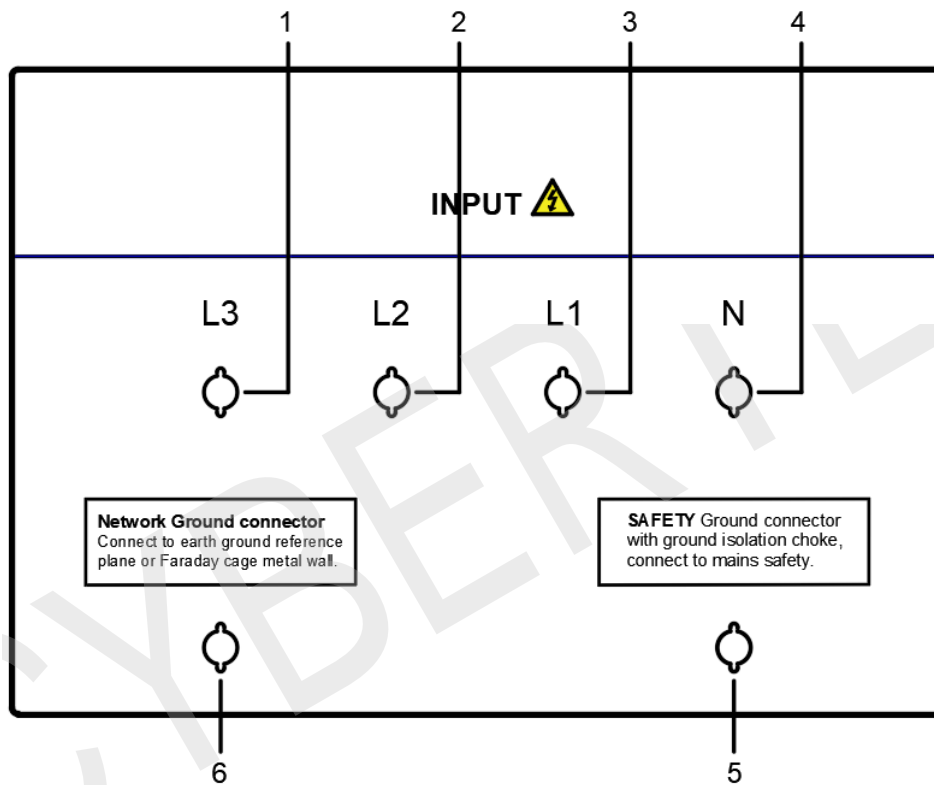 1 2 3 4
INPUT
L3 L2 L1 N
Network Ground connector
Connect to earth ground reference
plane or Faraday cage metal wall.
SAFETY Ground connector
with ground isolation choke,
connect to mains safety.
6 5